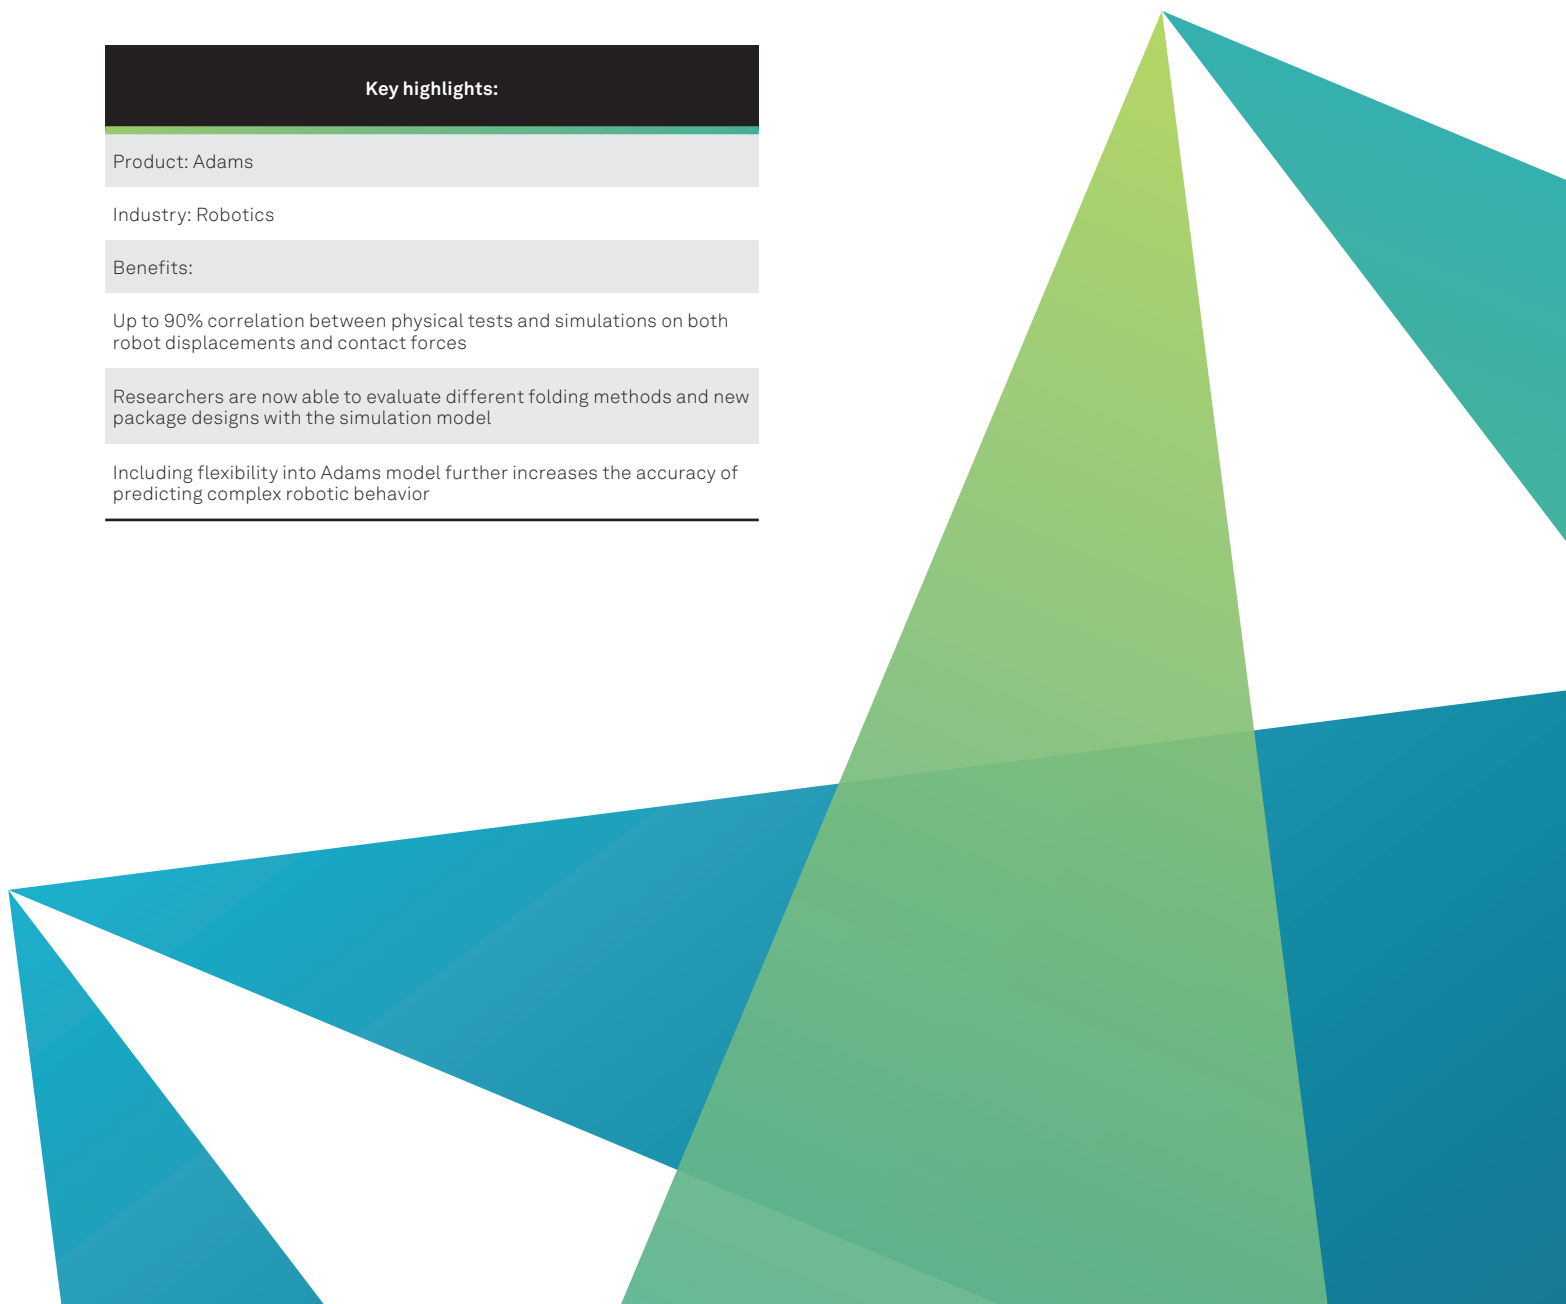 Key highlights:
Product: Adams
Industry: Robotics
Benefits:
Up to 90% correlation between physical tests and simulations on both
robot displacements and contact forces
Researchers are now able to evaluate different folding methods and new
package designs with the simulation model
Including flexibility into Adams model further increases the accuracy of
predicting complex robotic behavior